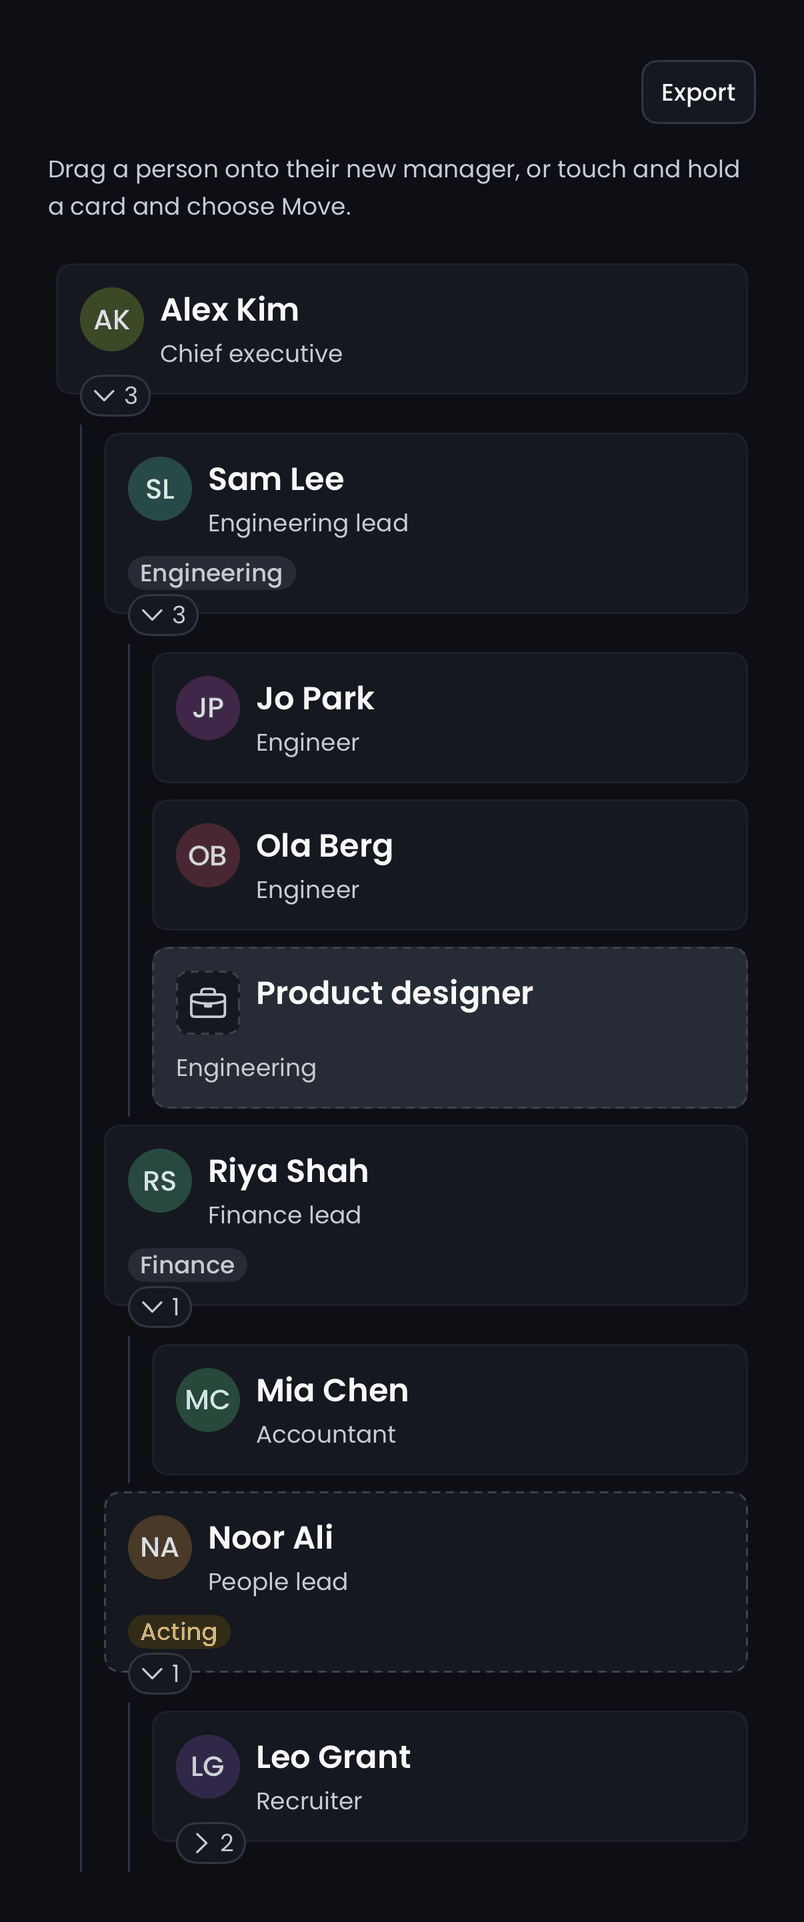 Export
Drag a person onto their new manager, or touch and hold
a card and choose Move.
AK
Alex Kim
Chief executive
3
SL
Sam Lee
Engineering lead
Engineering
3
JP
Jo Park
Engineer
OB
Ola Berg
Engineer
Product designer
Engineering
RS
Riya Shah
Finance lead
Finance
1
MC
Mia Chen
Accountant
NA
Noor Ali
People lead
Acting
1
LG
Leo Grant
Recruiter
2